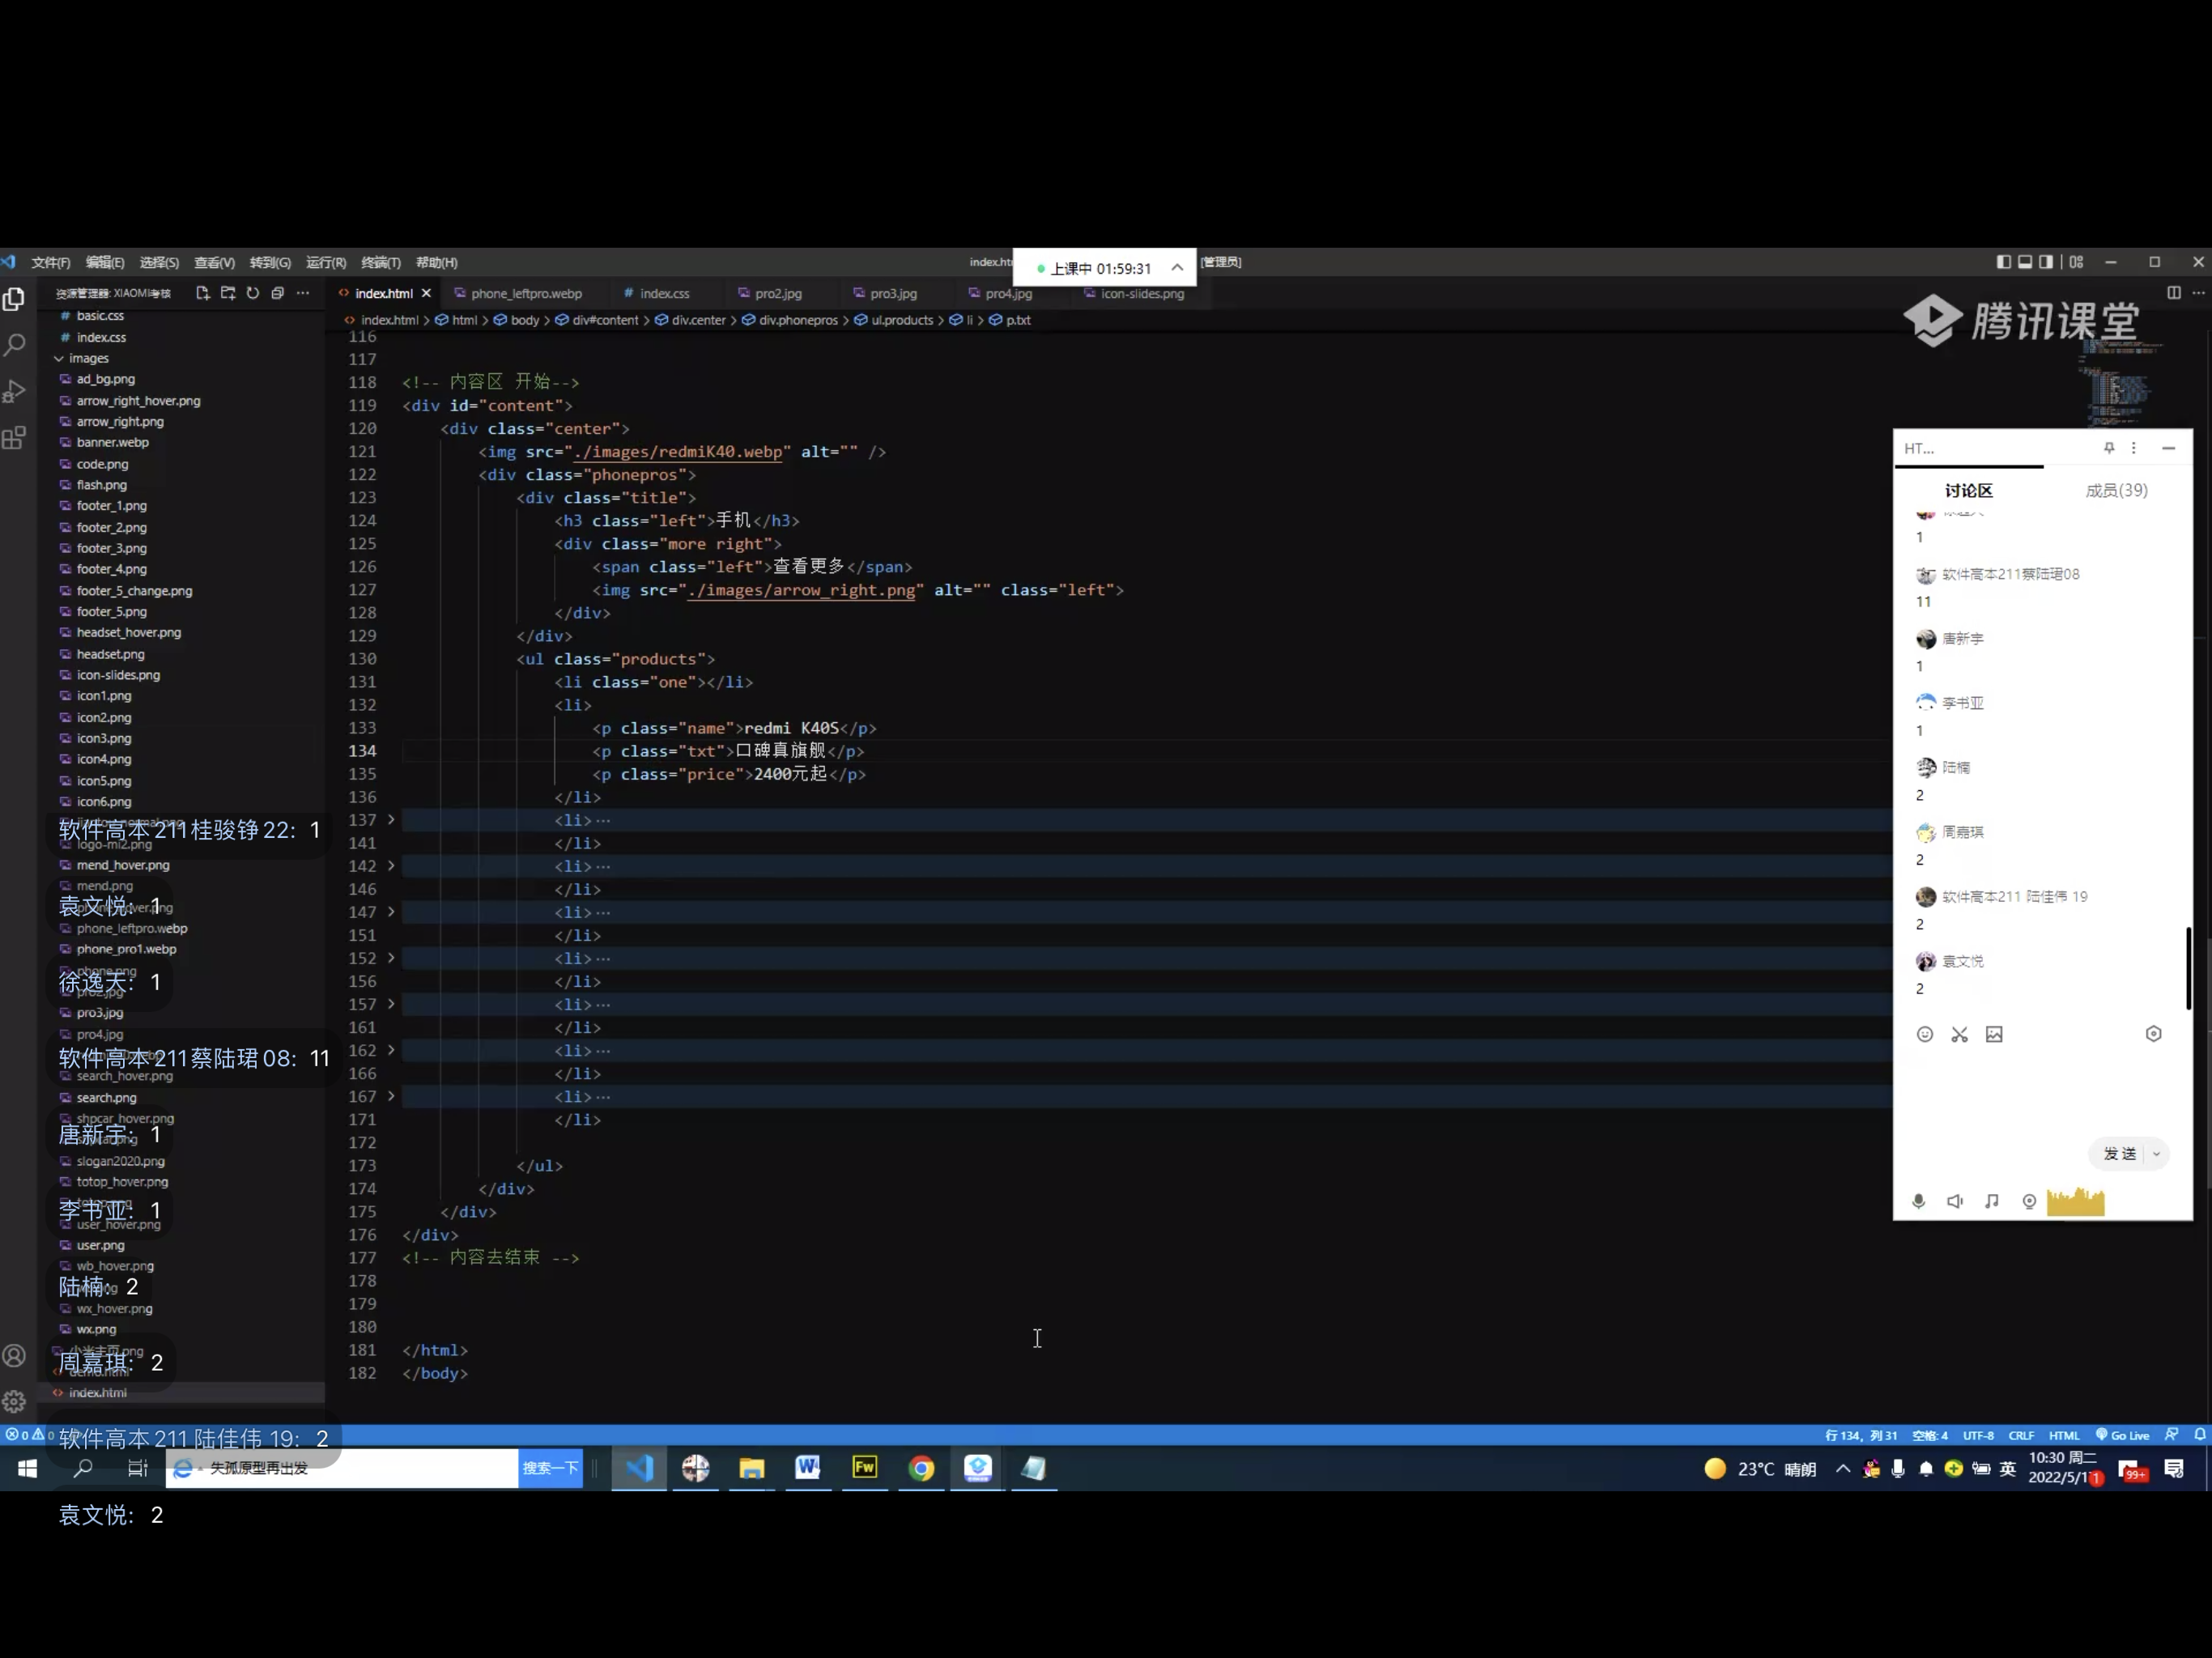 文件(F) 编辑(E) 选择(S) 查看(V) 转到(G) 运行(R) 终端(T) 帮助(H)
index.ht
上课中 01:59:31
[管理员]
资源管理器: XIAOMI考核
index.html
phone_leftpro.webp
index.css
pro2.jpg
pro3.jpg
pro4.jpg
icon-slides.png
index.html > html > body > div#content > div.center > div.phonepros > ul.products > li > p.txt
腾讯课堂
basic.css
index.css
images
ad_bg.png
arrow_right_hover.png
arrow_right.png
banner.webp
code.png
flash.png
footer_1.png
footer_2.png
footer_3.png
footer_4.png
footer_5_change.png
footer_5.png
headset_hover.png
headset.png
icon-slides.png
icon1.png
icon2.png
icon3.png
icon4.png
icon5.png
icon6.png
软件高本211桂骏铮22: 1
logo-mi2.png
mend_hover.png
mend.png
袁文悦: 1
phone_leftpro.webp
phone_pro1.webp
phone.png
徐逸天: 1
pro2.jpg
pro3.jpg
pro4.jpg
软件高本211蔡陆珺08: 11
search_hover.png
search.png
shpcar_hover.png
唐新宇: 1
slogan2020.png
totop_hover.png
李书亚: 1
user_hover.png
user.png
wb_hover.png
陆楠: 2
wx_hover.png
wx.png
周嘉琪: 2
demo.html
index.html
软件高本211 陆佳伟 19: 2
袁文悦: 2
116
117
118 <!-- 内容区 开始-->
119 <div id="content">
120 <div class="center">
121 <img src="./images/redmiK40.webp" alt="" />
122 <div class="phonepros">
123 <div class="title">
124 <h3 class="left">手机</h3>
125 <div class="more right">
126 <span class="left">查看更多</span>
127 <img src="./images/arrow_right.png" alt="" class="left">
128 </div>
129 </div>
130 <ul class="products">
131 <li class="one"></li>
132 <li>
133 <p class="name">redmi K40S</p>
134 <p class="txt">口碑真旗舰</p>
135 <p class="price">2400元起</p>
136 </li>
137 <li>···
141 </li>
142 <li>···
146 </li>
147 <li>···
151 </li>
152 <li>···
156 </li>
157 <li>···
161 </li>
162 <li>···
166 </li>
167 <li>···
171 </li>
172
173 </ul>
174 </div>
175 </div>
176 </div>
177 <!-- 内容去结束 -->
178
179
180
181 </html>
182 </body>
HT...
讨论区 成员(39)
1
软件高本211蔡陆珺08
11
唐新宇
1
李书亚
1
陆楠
2
周嘉琪
2
软件高本211 陆佳伟 19
2
袁文悦
2
发送
0 0
行 134, 列 31 空格: 4 UTF-8 CRLF HTML Go Live
失孤原型再出发
搜索一下
W
Fw
23°C 晴朗
英
10:30 周二
2022/5/1
1
99+